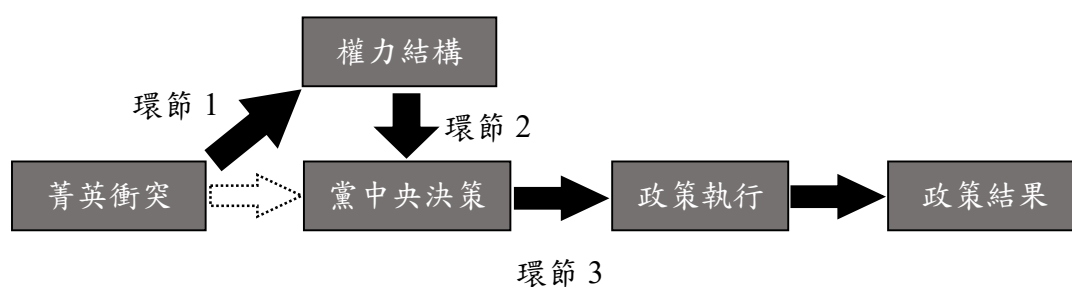 權力結構
環節 1
環節 2
菁英衝突
黨中央決策
政策執行
政策結果
環節 3